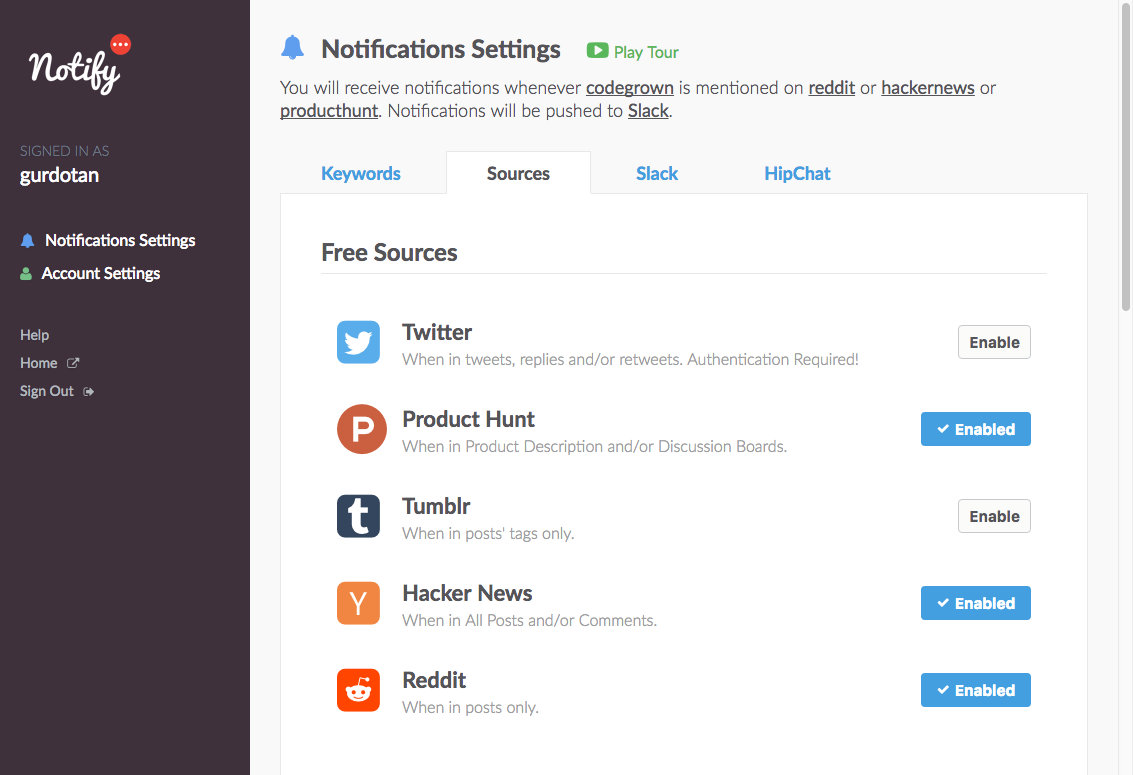 Notify
SIGNED IN AS
gurdotan
Notifications Settings
Account Settings
Help
Home
Sign Out
Notifications Settings
Play Tour
You will receive notifications whenever codegrown is mentioned on reddit or hackernews or
producthunt. Notifications will be pushed to Slack.
Keywords
Sources
Slack
HipChat
Free Sources
Twitter
When in tweets, replies and/or retweets. Authentication Required!
Enable
P
Product Hunt
When in Product Description and/or Discussion Boards.
Enabled
t
Tumblr
When in posts' tags only.
Enable
Y
Hacker News
When in All Posts and/or Comments.
Enabled
Reddit
When in posts only.
Enabled